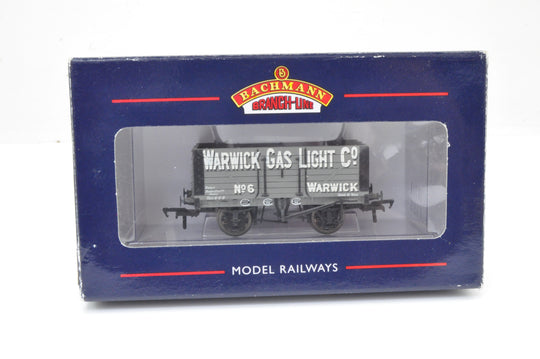 BACHMANN
BRANCH-LINE
WARWICK GAS LIGHT Cº
Nº 6 WARWICK
MODEL RAILWAYS